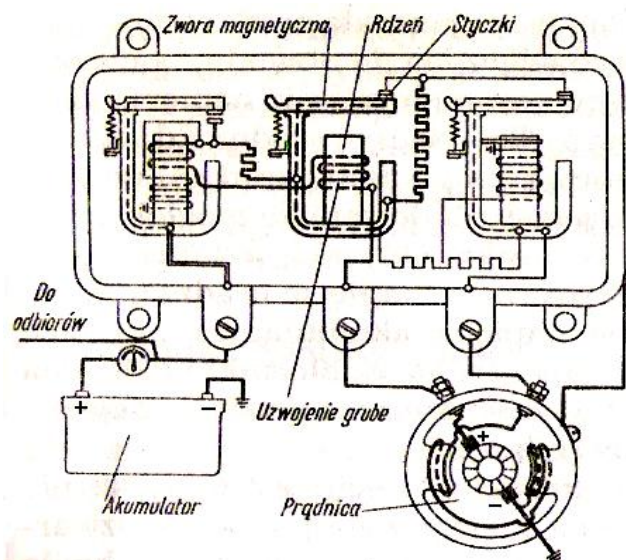 Zwora magnetyczna
Rdzeń
Styczki
Do
odbiorów
+
-
Uzwojenie grube
+
-
Akumulator
Prądnica